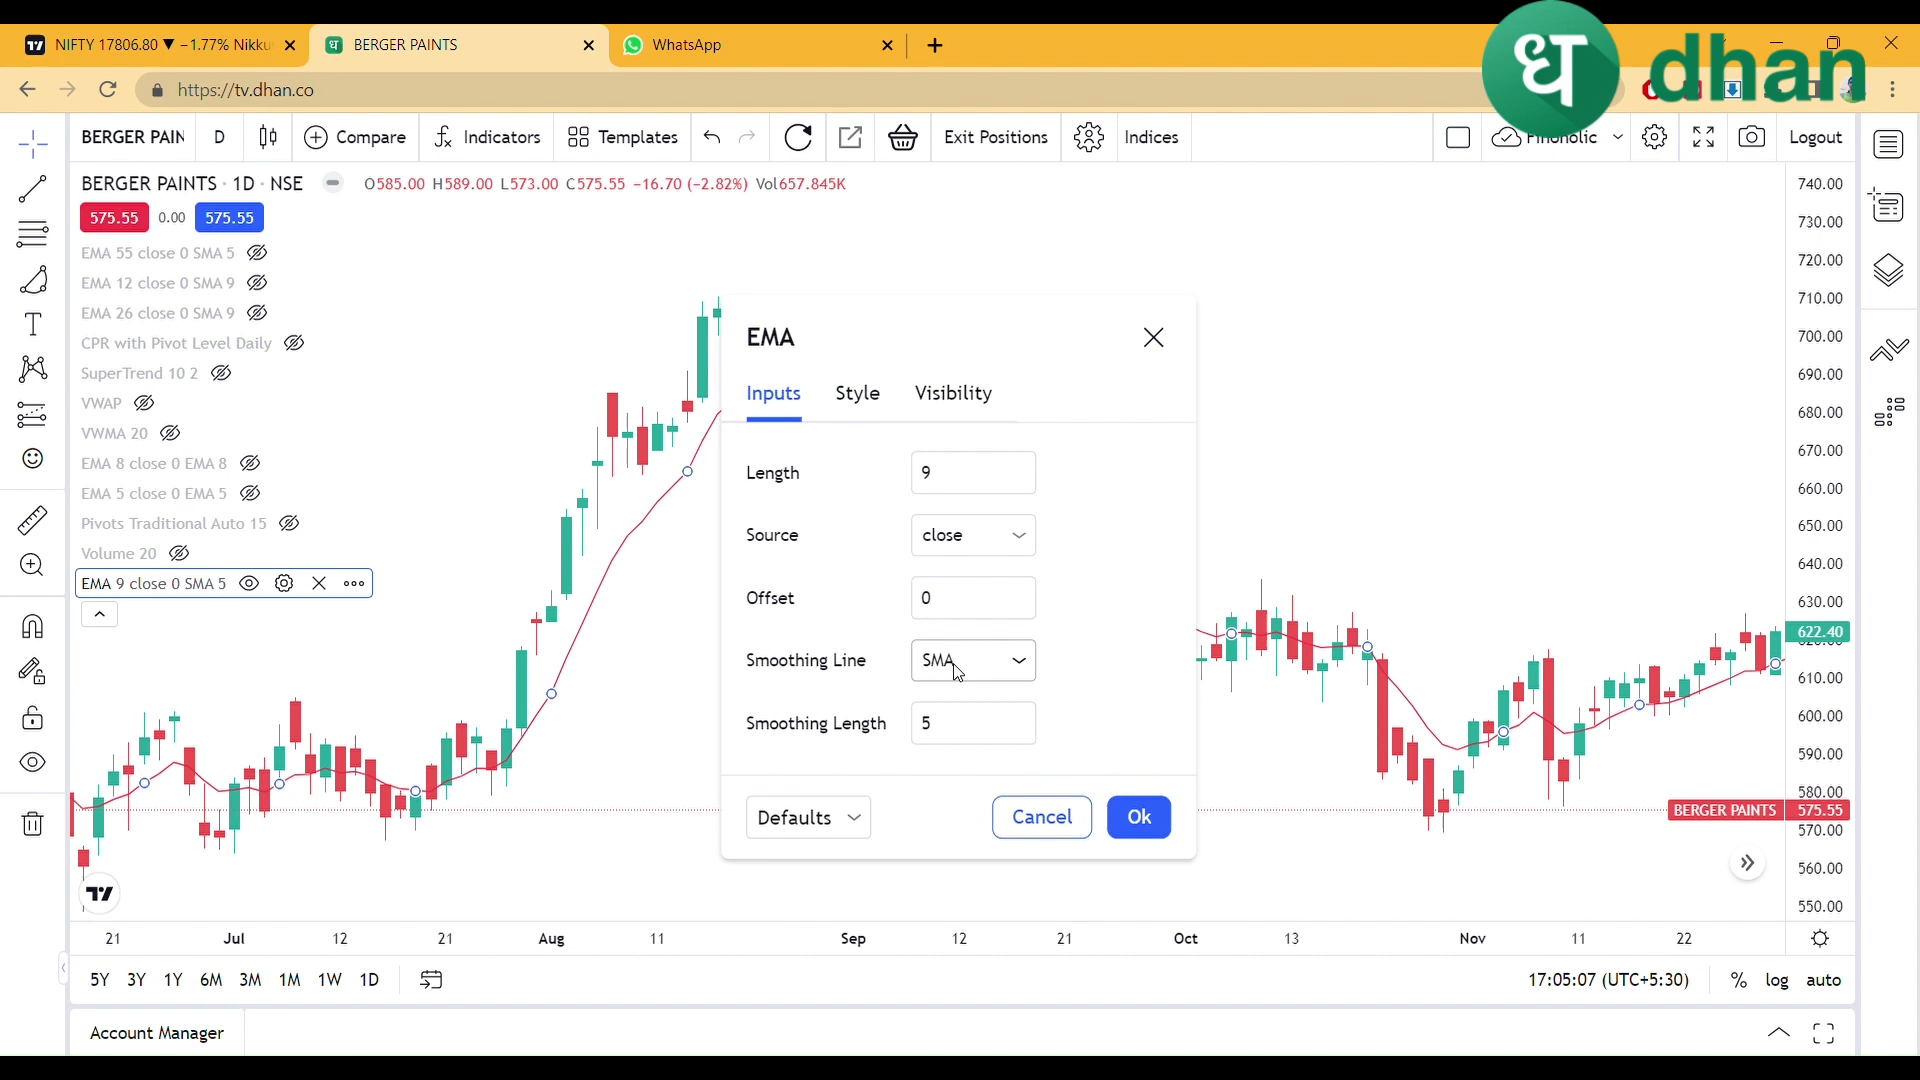 NIFTY 17806.80 ▼ −1.77% Nikku
BERGER PAINTS
WhatsApp
ध dhan
https://tv.dhan.co
BERGER PAIN
D
Compare
Indicators
Templates
Exit Positions
Indices
Logout
BERGER PAINTS · 1D · NSE
O585.00 H589.00 L573.00 C575.55 −16.70 (−2.82%) Vol657.845K
575.55 0.00 575.55
EMA 55 close 0 SMA 5
EMA 12 close 0 SMA 9
EMA 26 close 0 SMA 9
CPR with Pivot Level Daily
SuperTrend 10 2
VWAP
VWMA 20
EMA 8 close 0 EMA 8
EMA 5 close 0 EMA 5
Pivots Traditional Auto 15
Volume 20
EMA 9 close 0 SMA 5
EMA
Inputs Style Visibility
Length 9
Source close
Offset 0
Smoothing Line SMA
Smoothing Length 5
Defaults
Cancel
Ok
740.00
730.00
720.00
710.00
700.00
690.00
680.00
670.00
660.00
650.00
640.00
630.00
622.40
610.00
600.00
590.00
580.00
BERGER PAINTS 575.55
570.00
560.00
550.00
21 Jul 12 21 Aug 11 Sep 12 21 Oct 13 Nov 11 22
5Y 3Y 1Y 6M 3M 1M 1W 1D
17:05:07 (UTC+5:30)
% log auto
Account Manager